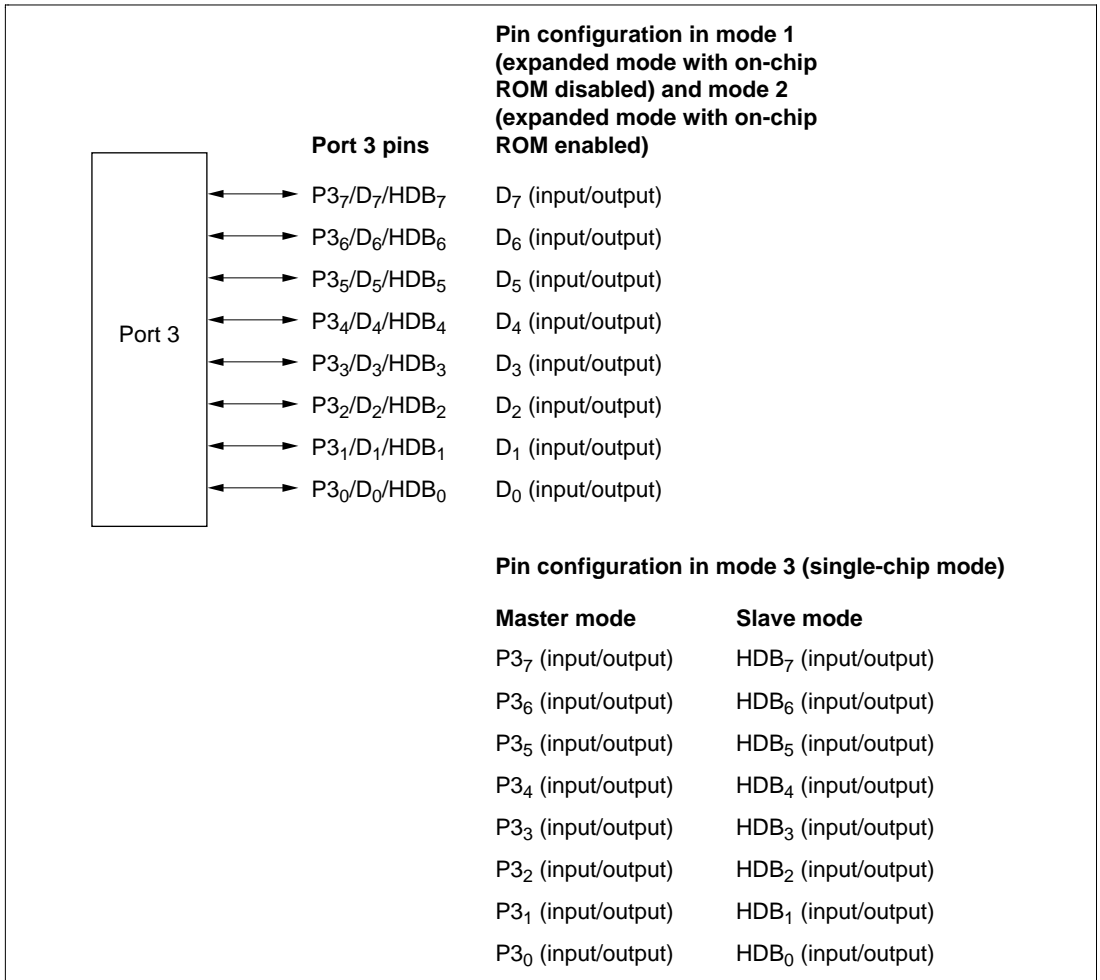 Pin configuration in mode 1
(expanded mode with on-chip
ROM disabled) and mode 2
(expanded mode with on-chip
Port 3 pins ROM enabled)
P3₇/D₇/HDB₇ D₇ (input/output)
P3₆/D₆/HDB₆ D₆ (input/output)
P3₅/D₅/HDB₅ D₅ (input/output)
P3₄/D₄/HDB₄ D₄ (input/output)
Port 3
P3₃/D₃/HDB₃ D₃ (input/output)
P3₂/D₂/HDB₂ D₂ (input/output)
P3₁/D₁/HDB₁ D₁ (input/output)
P3₀/D₀/HDB₀ D₀ (input/output)
Pin configuration in mode 3 (single-chip mode)
Master mode Slave mode
P3₇ (input/output) HDB₇ (input/output)
P3₆ (input/output) HDB₆ (input/output)
P3₅ (input/output) HDB₅ (input/output)
P3₄ (input/output) HDB₄ (input/output)
P3₃ (input/output) HDB₃ (input/output)
P3₂ (input/output) HDB₂ (input/output)
P3₁ (input/output) HDB₁ (input/output)
P3₀ (input/output) HDB₀ (input/output)